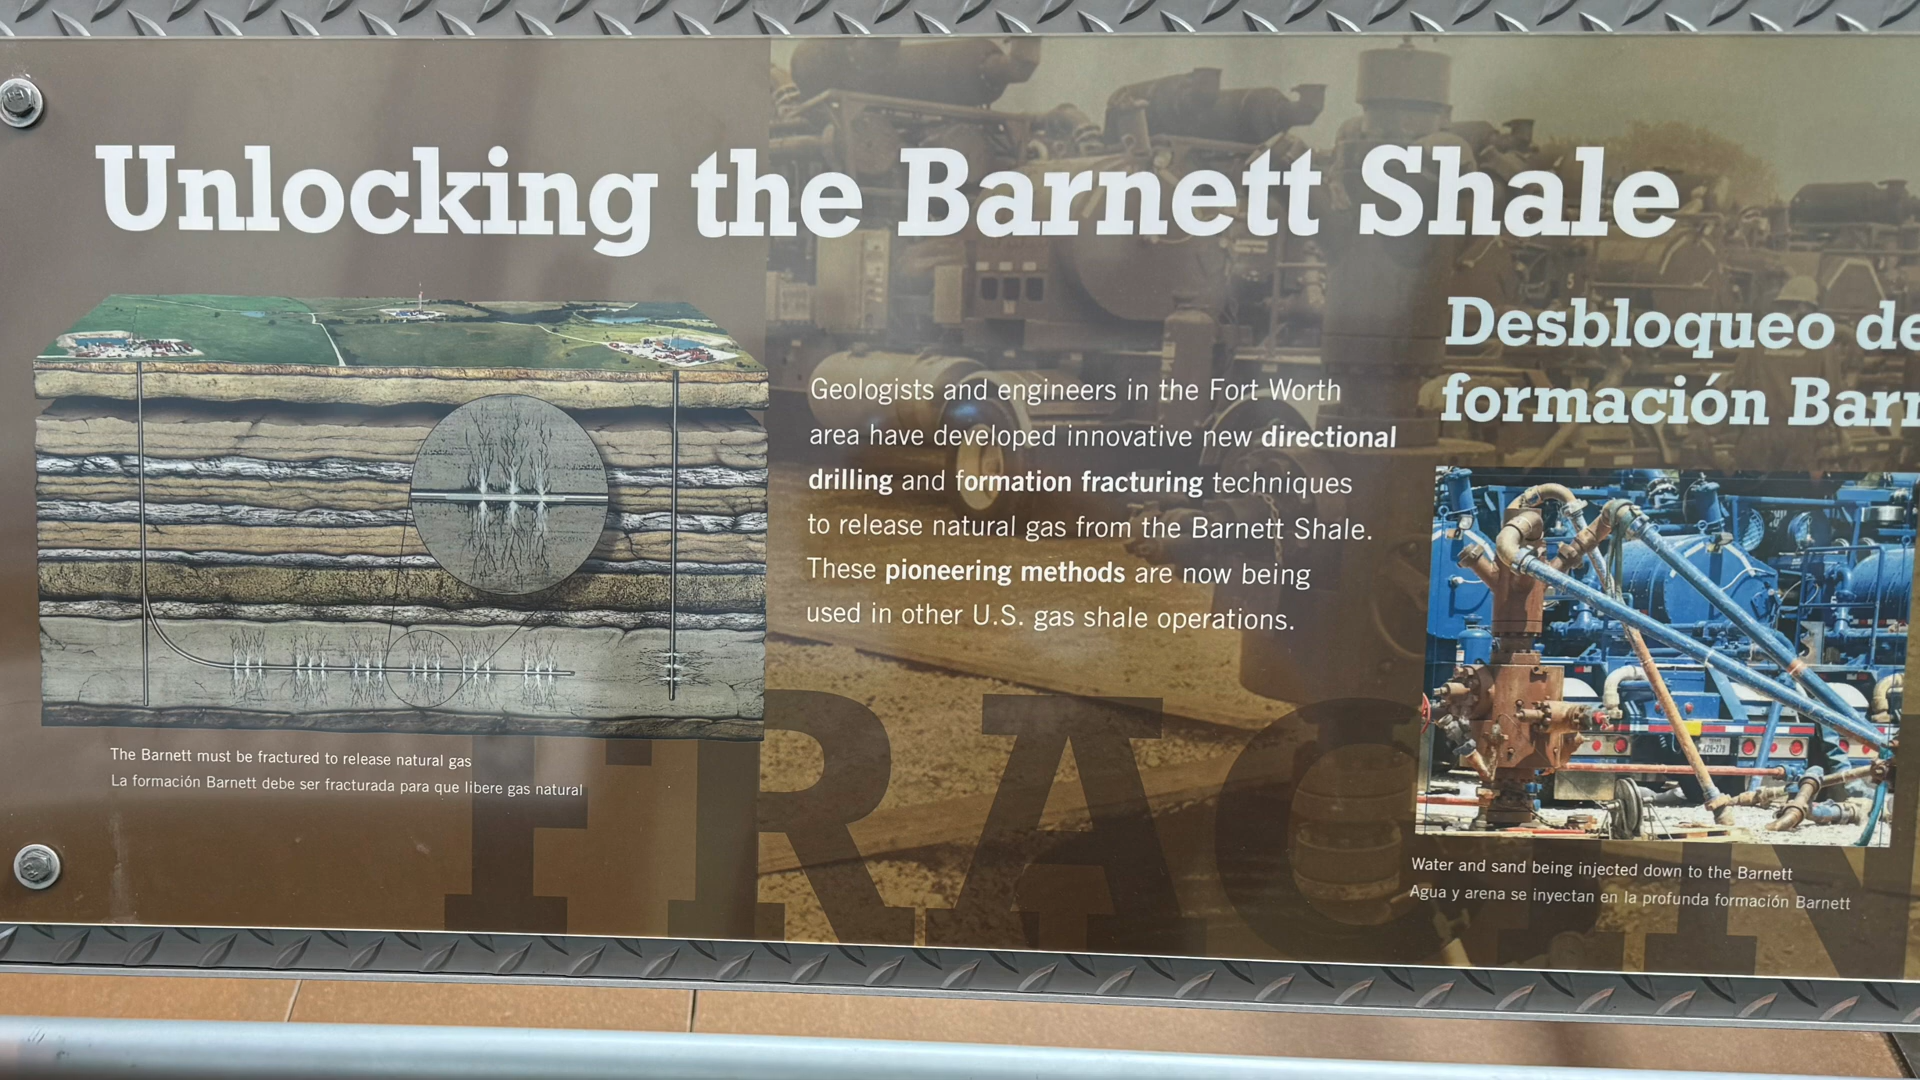 Unlocking the Barnett Shale
Desbloqueo de
formación Barn
Geologists and engineers in the Fort Worth
area have developed innovative new directional
drilling and formation fracturing techniques
to release natural gas from the Barnett Shale.
These pioneering methods are now being
used in other U.S. gas shale operations.
The Barnett must be fractured to release natural gas
La formación Barnett debe ser fracturada para que libere gas natural
Water and sand being injected down to the Barnett
Agua y arena se inyectan en la profunda formación Barnett
FRACIN